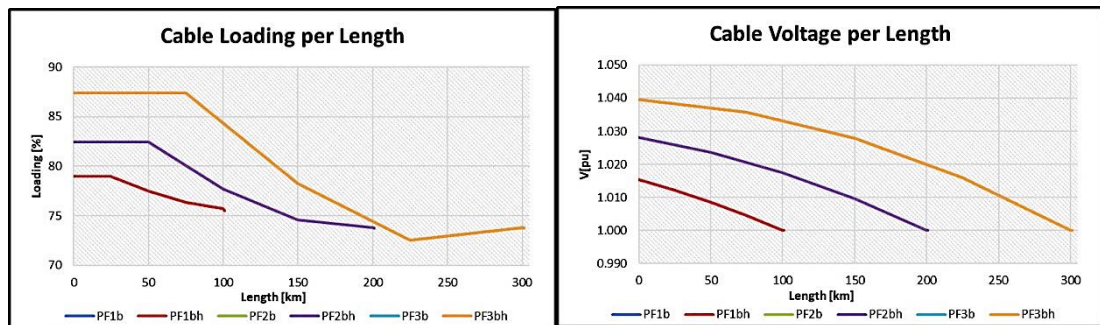 Cable Loading per Length
90
85
80
75
70
Loading [%]
0 50 100 150 200 250 300
Length [km]
PF1b PF1bh PF2b PF2bh PF3b PF3bh
Cable Voltage per Length
1.050
1.040
1.030
1.020
1.010
1.000
0.990
V[pu]
0 50 100 150 200 250 300
Length [km]
PF1b PF1bh PF2b PF2bh PF3b PF3bh